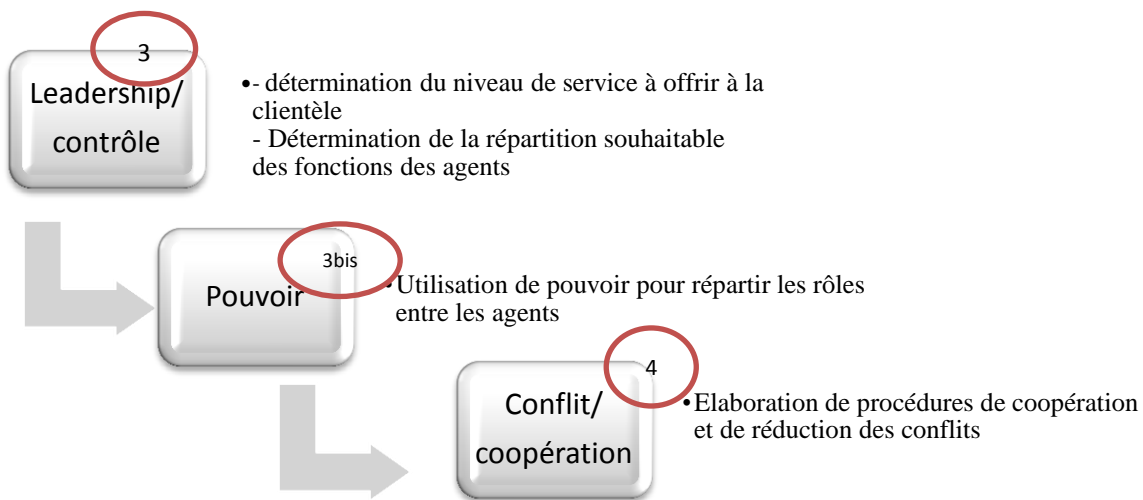 3
Leadership/
contrôle
•- détermination du niveau de service à offrir à la
clientèle
- Détermination de la répartition souhaitable
des fonctions des agents
3bis
Pouvoir
•Utilisation de pouvoir pour répartir les rôles
entre les agents
4
Conflit/
coopération
•Elaboration de procédures de coopération
et de réduction des conflits